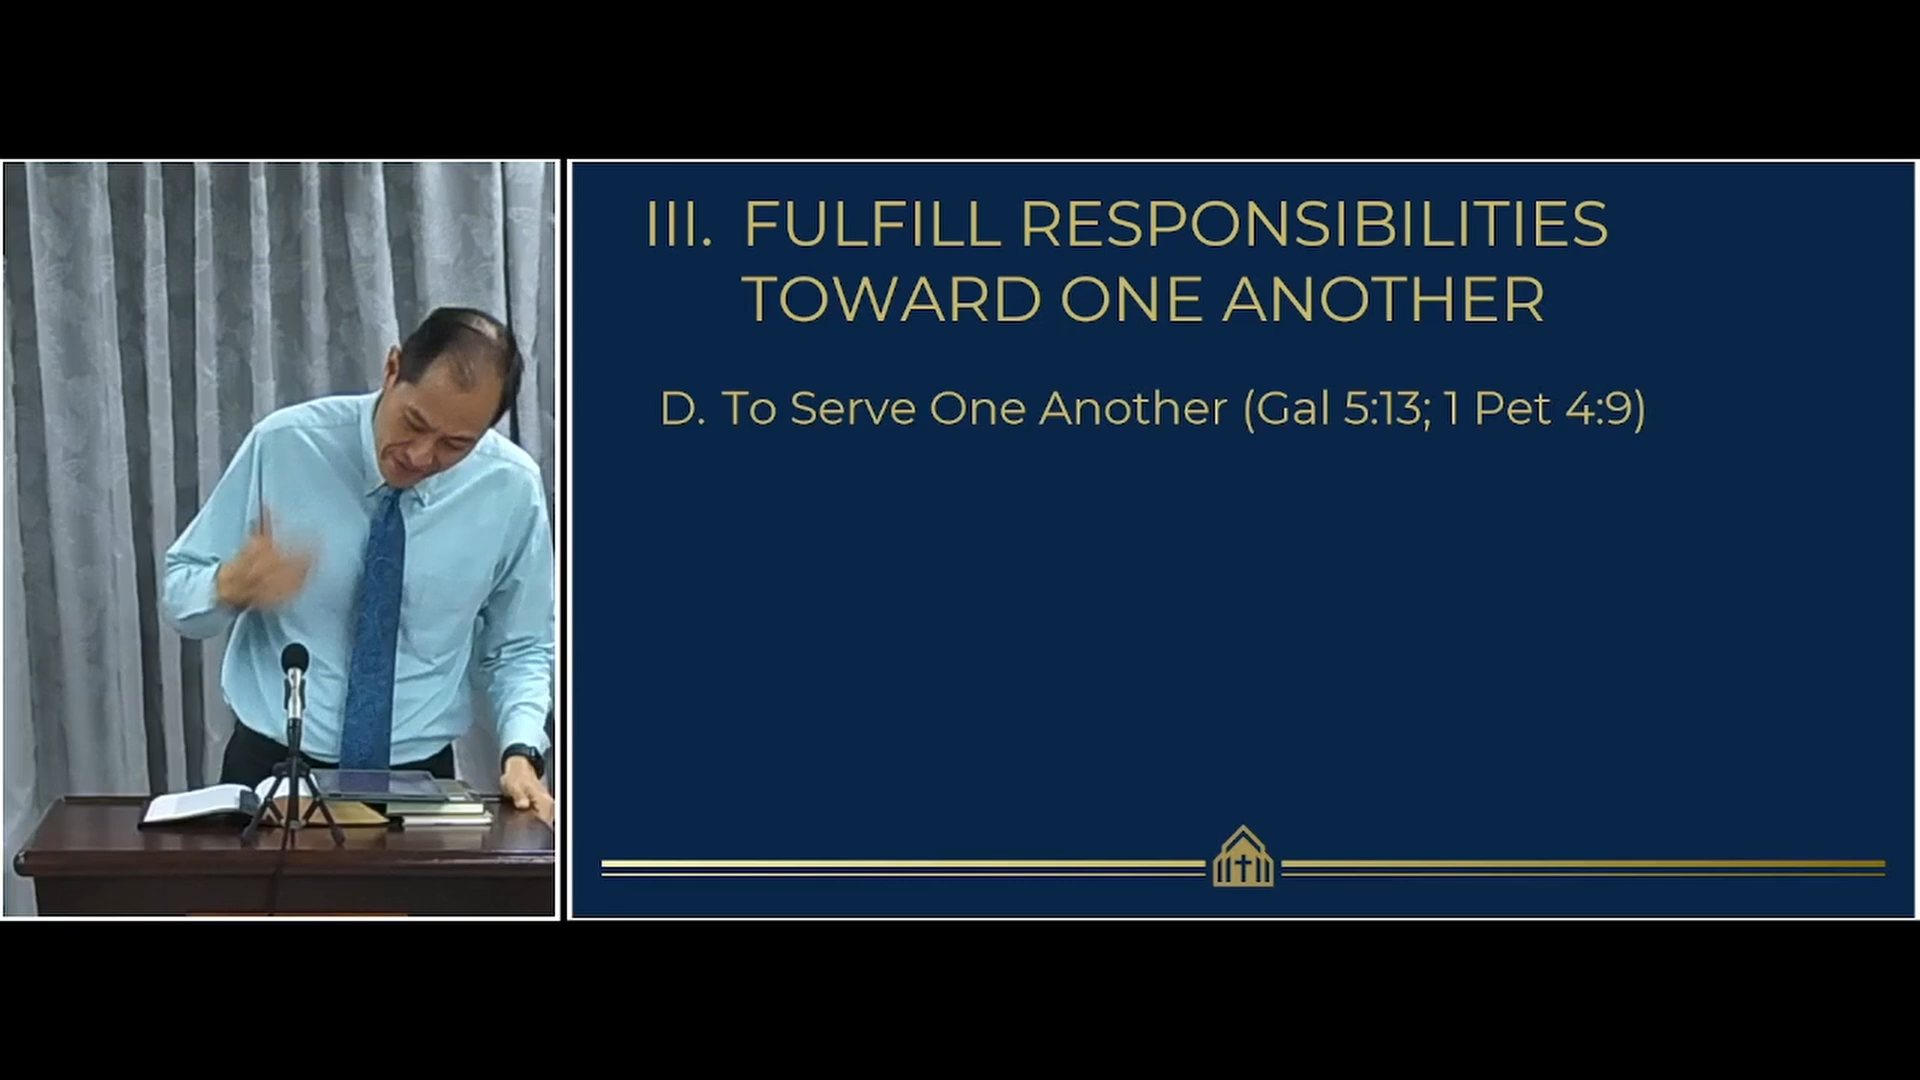 III. FULFILL RESPONSIBILITIES
TOWARD ONE ANOTHER
D. To Serve One Another (Gal 5:13; 1 Pet 4:9)